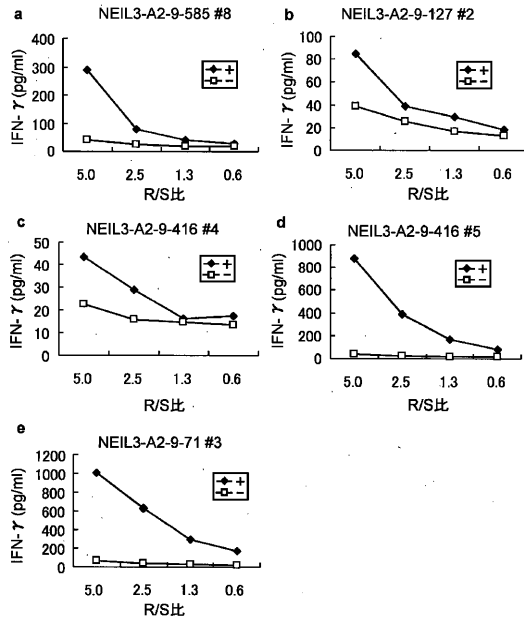 a NEIL3-A2-9-585 #8
IFN-γ (pg/ml)
400
300
200
100
0
+
−
5.0 2.5 1.3 0.6
R/S比
b NEIL3-A2-9-127 #2
IFN-γ (pg/ml)
100
80
60
40
20
0
+
−
5.0 2.5 1.3 0.6
R/S比
c NEIL3-A2-9-416 #4
IFN-γ (pg/ml)
50
40
30
20
10
0
+
−
5.0 2.5 1.3 0.6
R/S比
d NEIL3-A2-9-416 #5
IFN-γ (pg/ml)
1000
800
600
400
200
0
+
−
5.0 2.5 1.3 0.6
R/S比
e NEIL3-A2-9-71 #3
IFN-γ (pg/ml)
1200
1000
800
600
400
200
0
+
−
5.0 2.5 1.3 0.6
R/S比